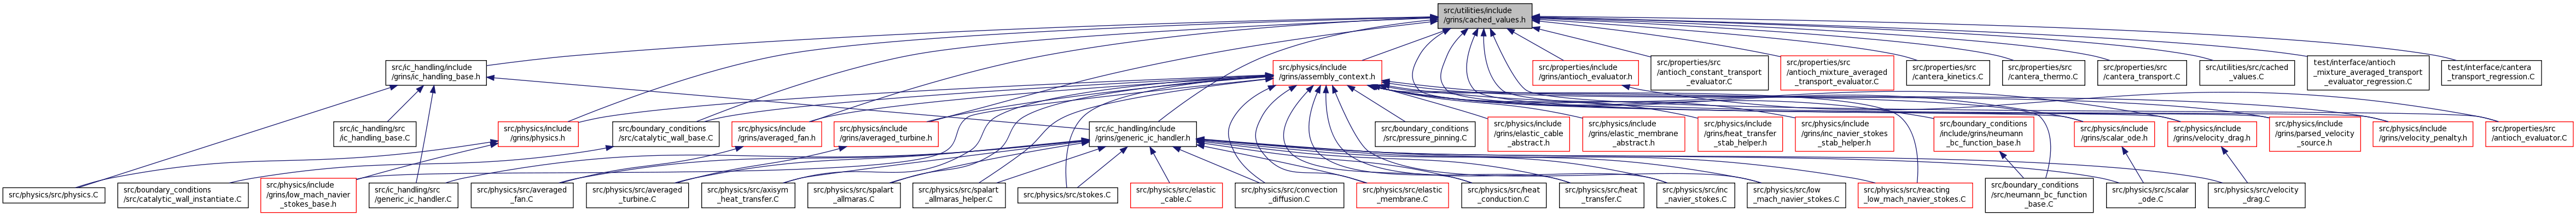 src/utilities/include
/grins/cached_values.h
src/ic_handling/include
/grins/ic_handling_base.h
src/physics/include
/grins/assembly_context.h
src/properties/include
/grins/antioch_evaluator.h
src/properties/src
/antioch_constant_transport
_evaluator.C
src/properties/src
/antioch_mixture_averaged
_transport_evaluator.C
src/properties/src
/cantera_kinetics.C
src/properties/src
/cantera_thermo.C
src/properties/src
/cantera_transport.C
src/utilities/src/cached
_values.C
test/interface/antioch
_mixture_averaged_transport
_evaluator_regression.C
test/interface/cantera
_transport_regression.C
src/ic_handling/src
/ic_handling_base.C
src/physics/include
/grins/physics.h
src/boundary_conditions
/src/catalytic_wall_base.C
src/physics/include
/grins/averaged_fan.h
src/physics/include
/grins/averaged_turbine.h
src/ic_handling/include
/grins/generic_ic_handler.h
src/boundary_conditions
/src/pressure_pinning.C
src/physics/include
/grins/elastic_cable
_abstract.h
src/physics/include
/grins/elastic_membrane
_abstract.h
src/physics/include
/grins/heat_transfer
_stab_helper.h
src/physics/include
/grins/inc_navier_stokes
_stab_helper.h
src/boundary_conditions
/include/grins/neumann
_bc_function_base.h
src/physics/include
/grins/scalar_ode.h
src/physics/include
/grins/velocity_drag.h
src/physics/include
/grins/parsed_velocity
_source.h
src/physics/include
/grins/velocity_penalty.h
src/properties/src
/antioch_evaluator.C
src/physics/src/physics.C
src/boundary_conditions
/src/catalytic_wall_instantiate.C
src/physics/include
/grins/low_mach_navier
_stokes_base.h
src/ic_handling/src
/generic_ic_handler.C
src/physics/src/averaged
_fan.C
src/physics/src/averaged
_turbine.C
src/physics/src/axisym
_heat_transfer.C
src/physics/src/spalart
_allmaras.C
src/physics/src/spalart
_allmaras_helper.C
src/physics/src/stokes.C
src/physics/src/elastic
_cable.C
src/physics/src/convection
_diffusion.C
src/physics/src/elastic
_membrane.C
src/physics/src/heat
_conduction.C
src/physics/src/heat
_transfer.C
src/physics/src/inc
_navier_stokes.C
src/physics/src/low
_mach_navier_stokes.C
src/physics/src/reacting
_low_mach_navier_stokes.C
src/boundary_conditions
/src/neumann_bc_function
_base.C
src/physics/src/scalar
_ode.C
src/physics/src/velocity
_drag.C